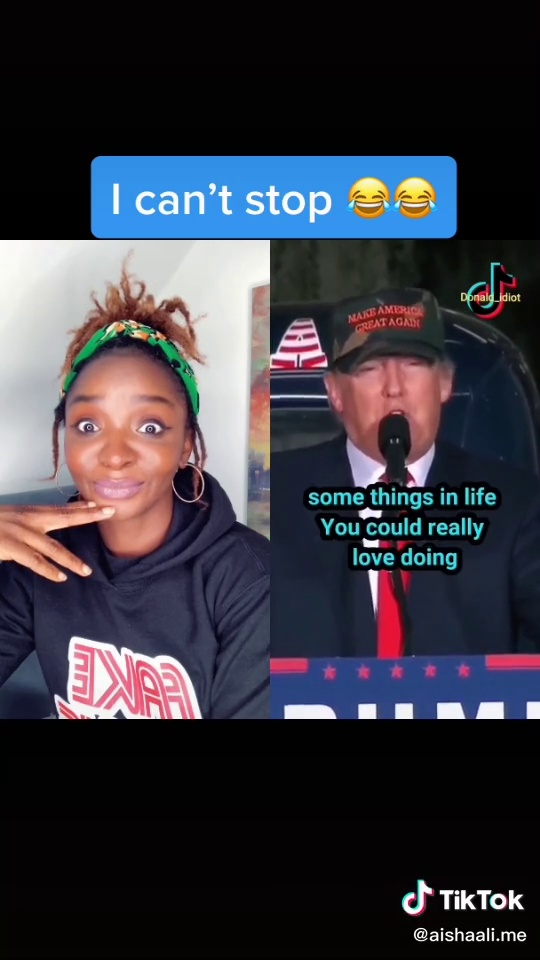 I can’t stop 😂😂
Donald_idiot
MAKE AMERICA
GREAT AGAIN
some things in life
You could really
love doing
FAKE
TikTok
@aishaali.me